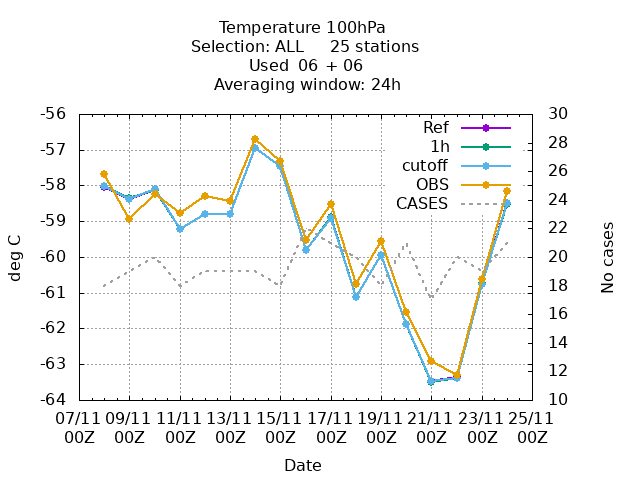 Temperature 100hPa
Selection: ALL     25 stations
Used  06 + 06
Averaging window: 24h
-56
-57
-58
-59
-60
-61
-62
-63
-64
deg C
30
28
26
24
22
20
18
16
14
12
10
No cases
Ref
1h
cutoff
OBS
CASES
07/11 09/11 11/11 13/11 15/11 17/11 19/11 21/11 23/11 25/11
00Z 00Z 00Z 00Z 00Z 00Z 00Z 00Z 00Z 00Z
Date